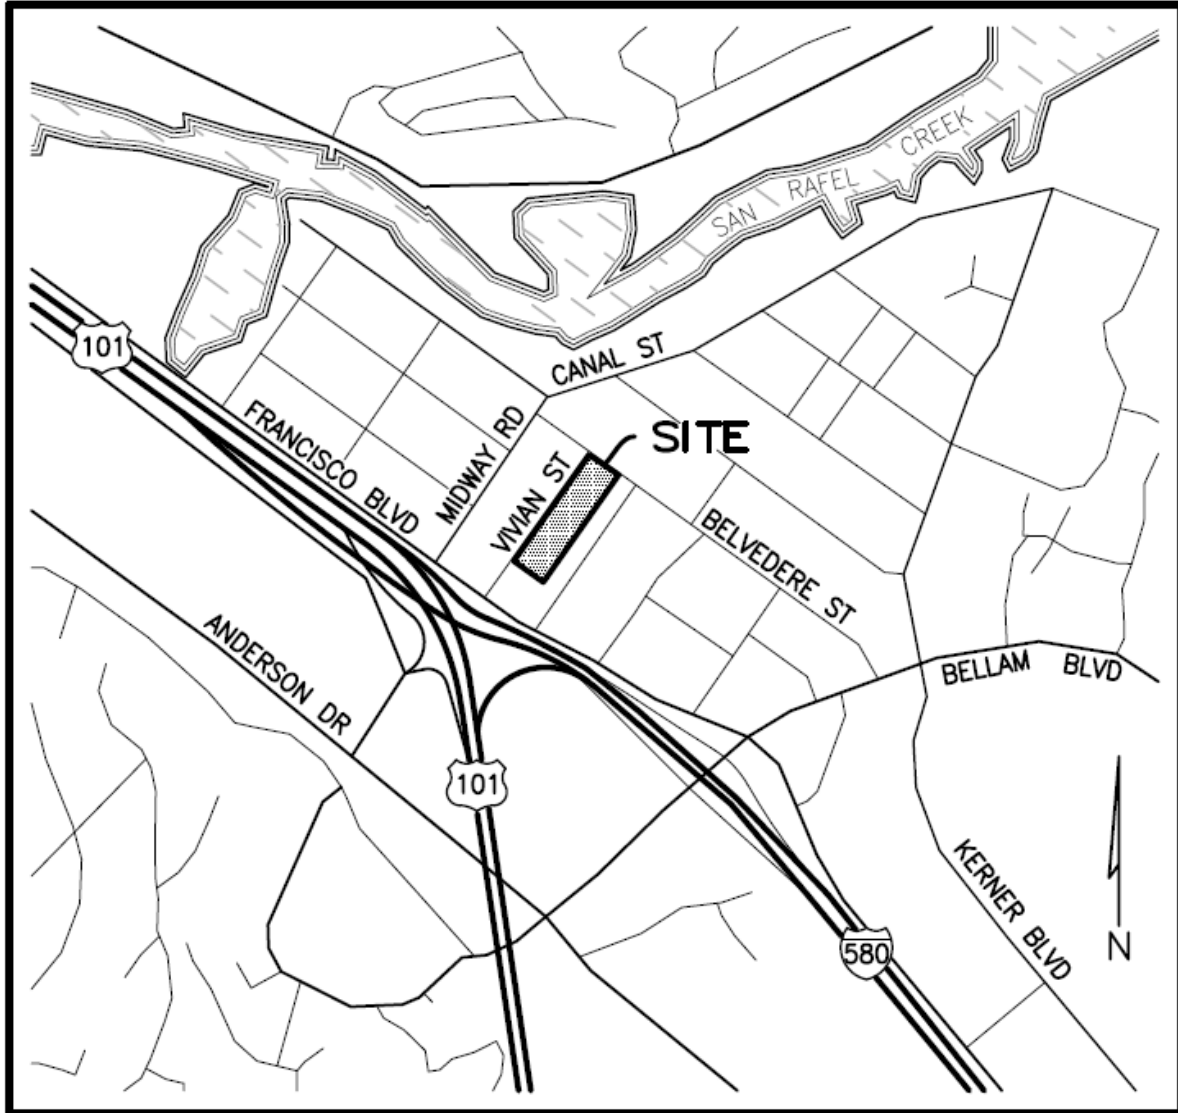 SAN RAFEL CREEK
101
CANAL ST
FRANCISCO BLVD
MIDWAY RD
SITE
VIVIAN ST
BELVEDERE ST
ANDERSON DR
BELLAM BLVD
101
KERNER BLVD
580
N